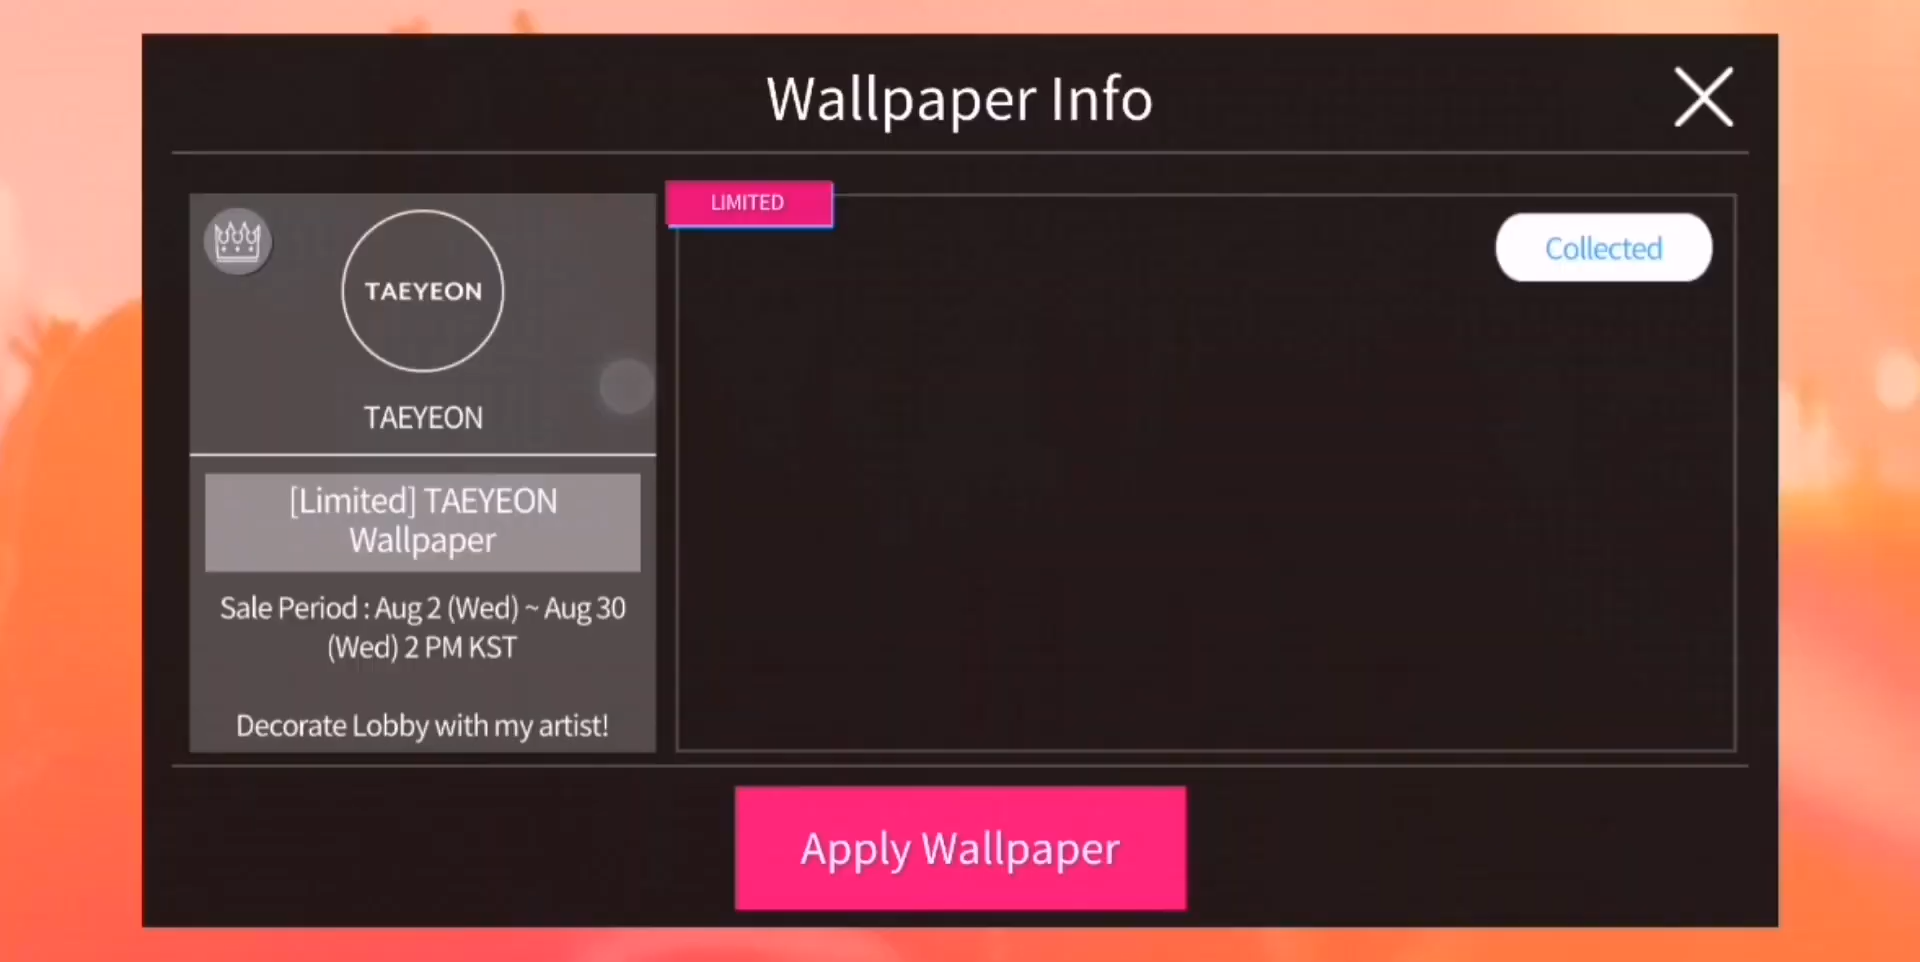 Wallpaper Info
LIMITED
Collected
TAEYEON
TAEYEON
[Limited] TAEYEON
Wallpaper
Sale Period : Aug 2 (Wed) ~ Aug 30
(Wed) 2 PM KST
Decorate Lobby with my artist!
Apply Wallpaper